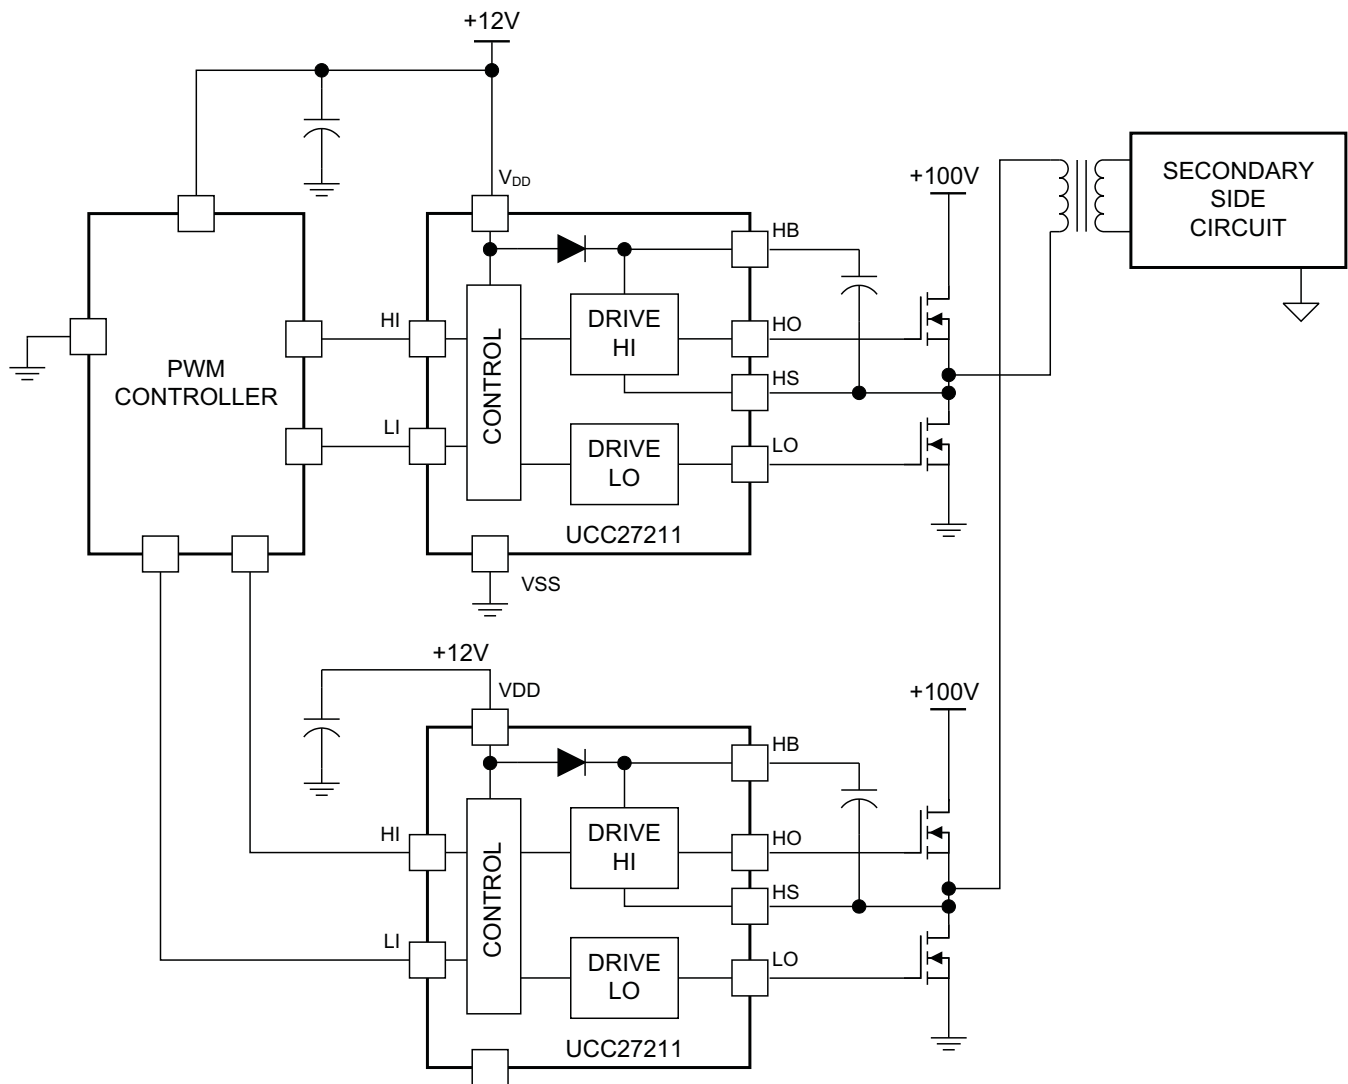 +12V
V_DD
+100V
SECONDARY
SIDE
CIRCUIT
HB
HI
DRIVE
HI
HO
CONTROL
PWM
CONTROLLER
HS
LI
DRIVE
LO
LO
UCC27211
VSS
+12V
VDD
+100V
HB
HI
DRIVE
HI
HO
CONTROL
HS
LI
DRIVE
LO
LO
UCC27211